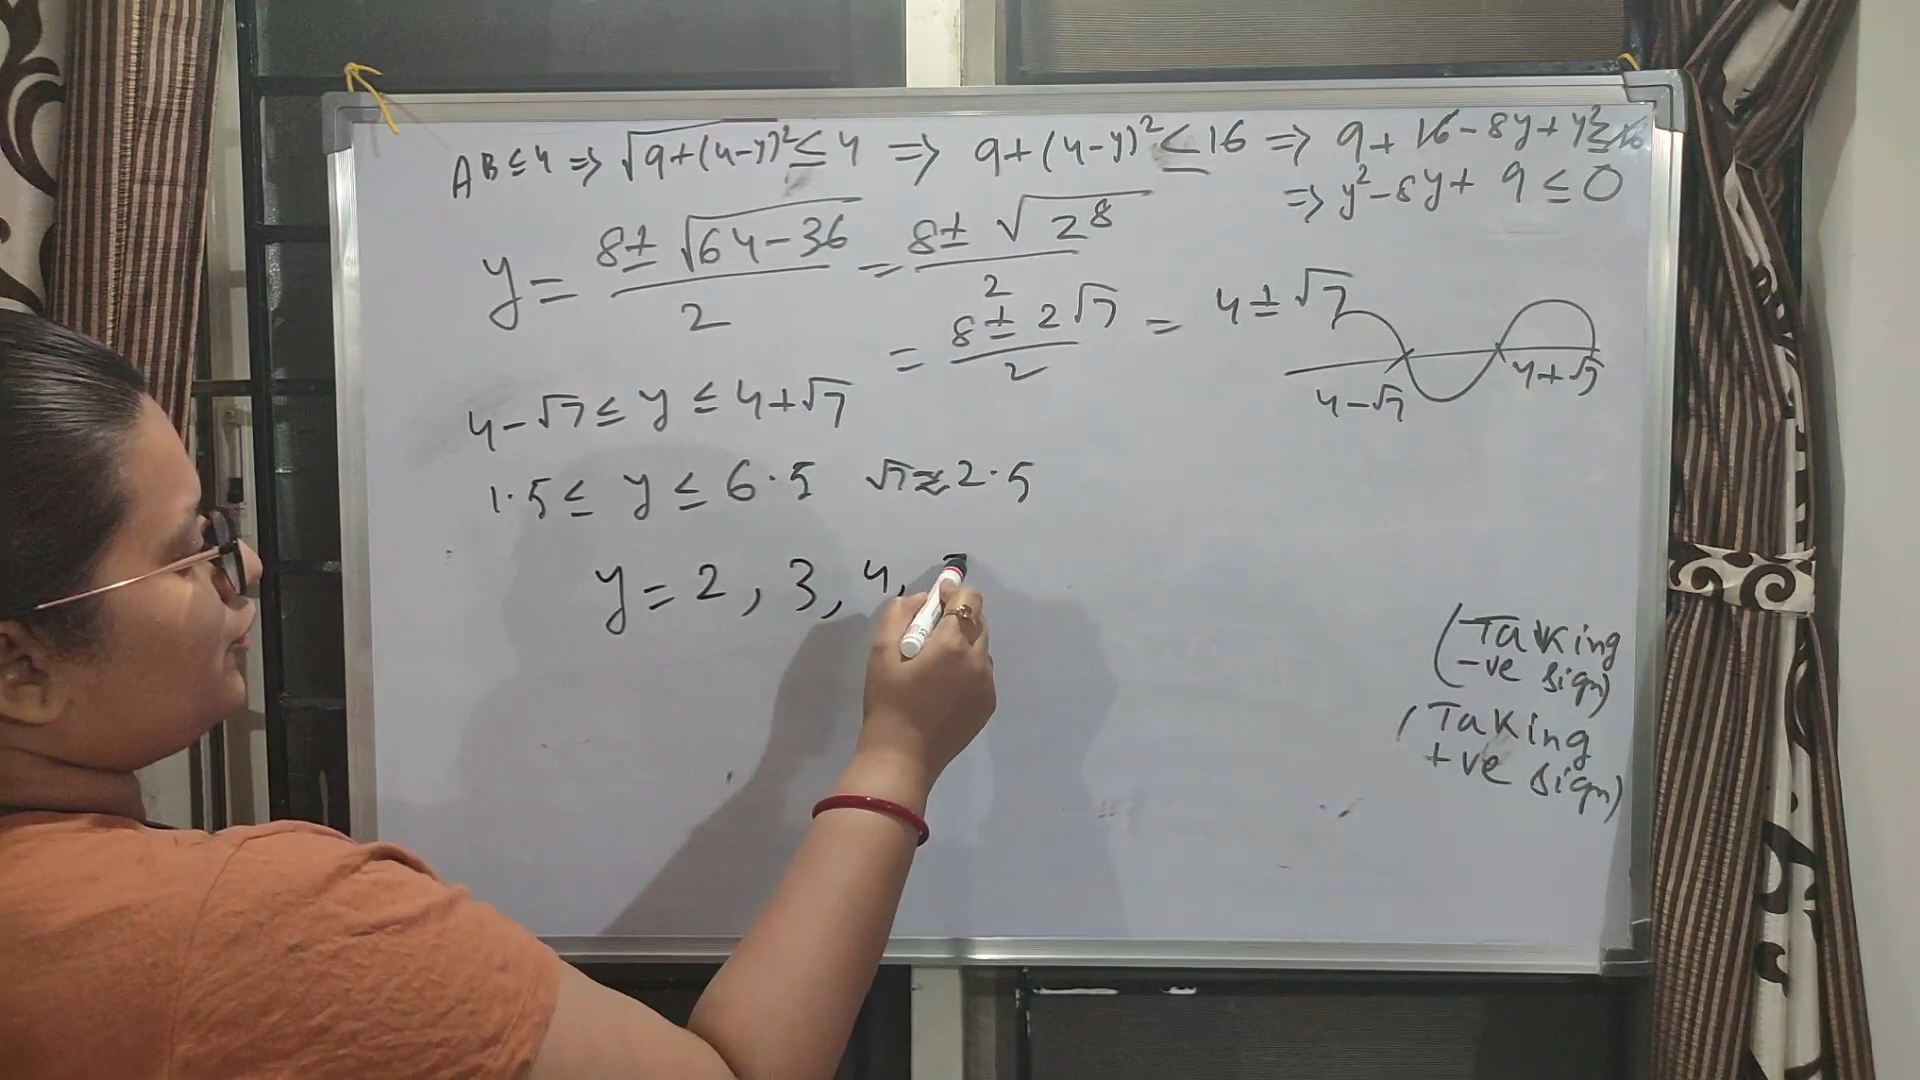 AB ≤ 4 => √9+(4-y)² ≤ 4 => 9+(4-y)² ≤ 16 => 9 + 16 - 8y + y² ≤ 16
=> y² - 8y + 9 ≤ 0
y = 8 ± √64-36 / 2 = 8 ± √28 / 2
= 8 ± 2√7 / 2 = 4 ± √7
4-√7 4+√7
4-√7 ≤ y ≤ 4+√7
1.5 ≤ y ≤ 6.5 √7 ≈ 2.5
y = 2, 3, 4,
(Taking
-ve sign)
(Taking
+ve sign)